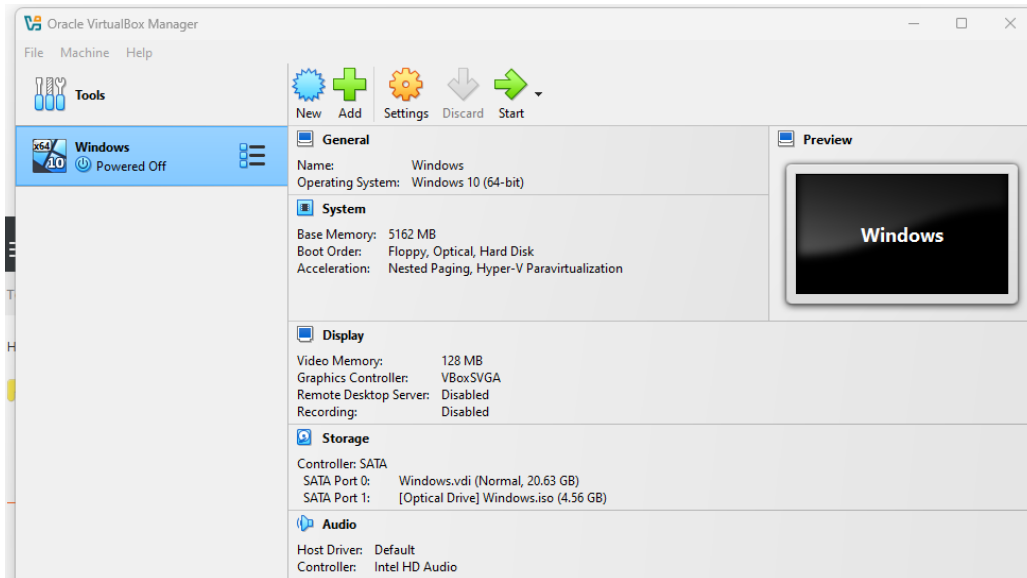 Oracle VirtualBox Manager
File Machine Help
Tools
New Add Settings Discard Start
x64
10
Windows
Powered Off
General
Name: Windows
Operating System: Windows 10 (64-bit)
System
Base Memory: 5162 MB
Boot Order: Floppy, Optical, Hard Disk
Acceleration: Nested Paging, Hyper-V Paravirtualization
Preview
Windows
Display
Video Memory: 128 MB
Graphics Controller: VBoxSVGA
Remote Desktop Server: Disabled
Recording: Disabled
Storage
Controller: SATA
SATA Port 0: Windows.vdi (Normal, 20.63 GB)
SATA Port 1: [Optical Drive] Windows.iso (4.56 GB)
Audio
Host Driver: Default
Controller: Intel HD Audio